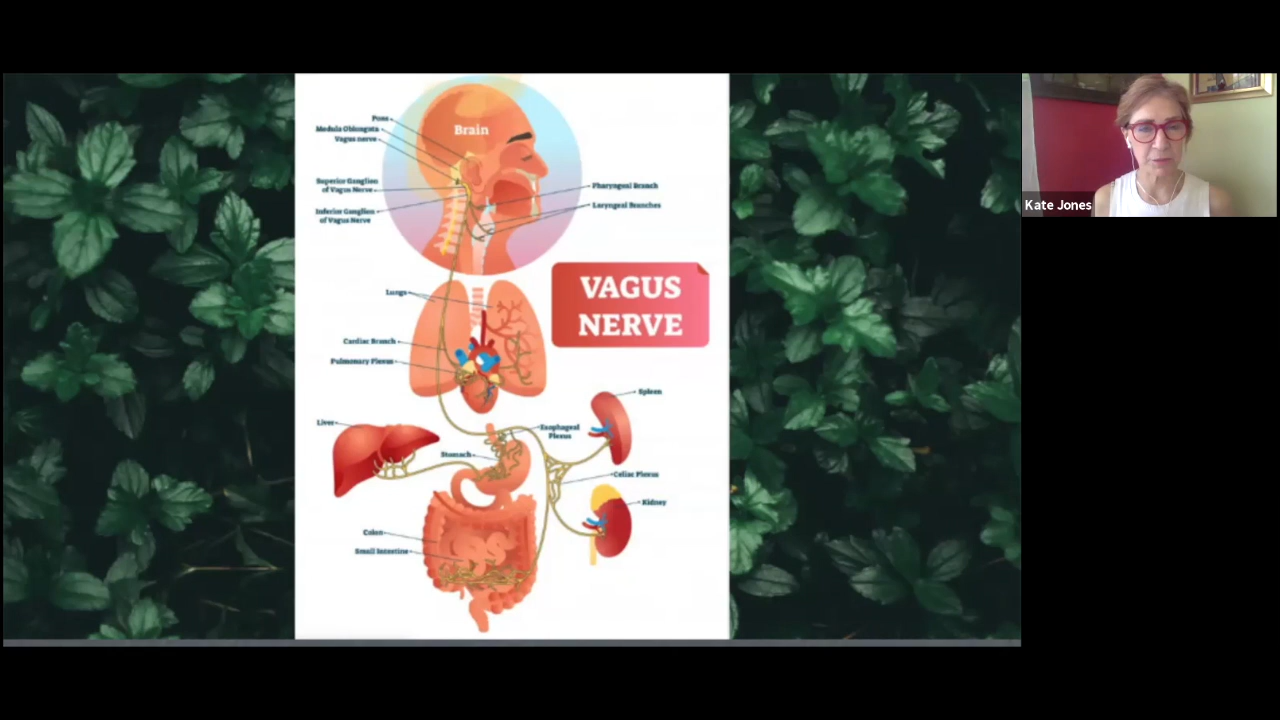 Brain
Pons
Medula Oblongata
Vagus nerve
Superior Ganglion
of Vagus Nerve
Inferior Ganglion
of Vagus Nerve
Pharyngeal Branch
Laryngeal Branches
VAGUS
NERVE
Lungs
Cardiac Branch
Pulmonary Plexus
Spleen
Liver
Esophageal
Plexus
Stomach
Celiac Plexus
Kidney
Colon
Small Intestine
Kate Jones